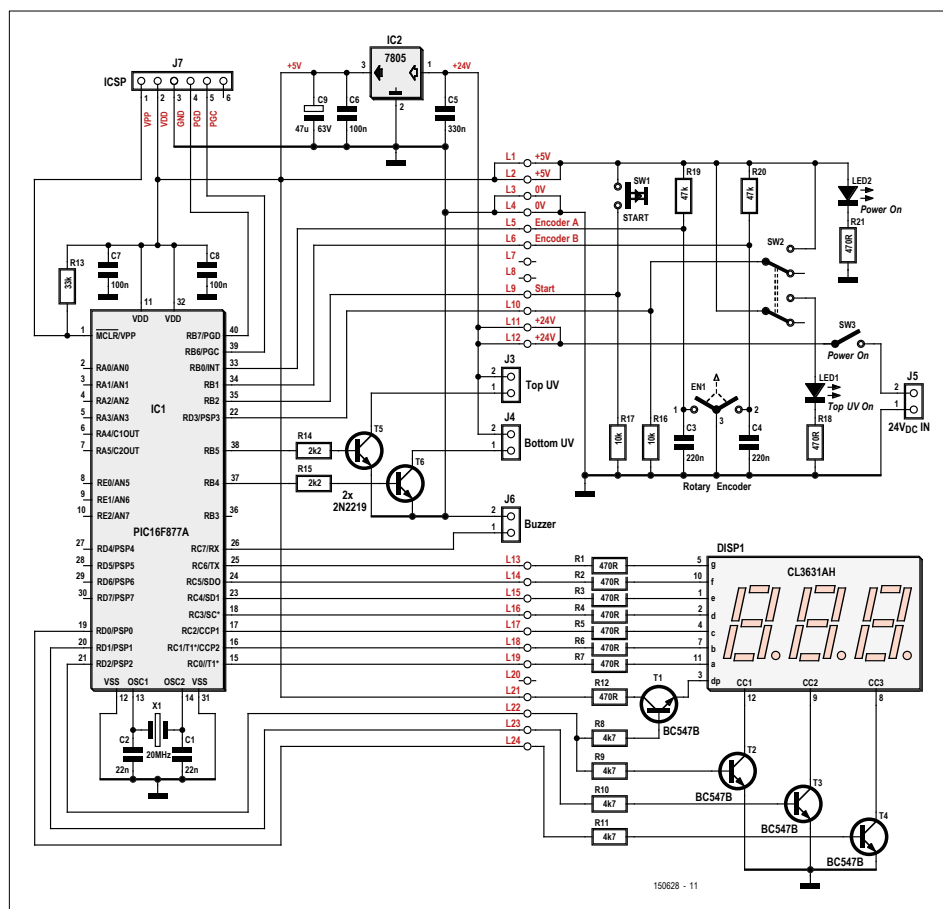 IC2
7805
3
1
2
+5V
+24V
J7
ICSP
1
2
3
4
5
6
VPP
VDD
GND
PGD
PGC
C9
47u
63V
C6
100n
C5
330n
L1
+5V
L2
+5V
L3
0V
L4
0V
L5
Encoder A
L6
Encoder B
L7
L8
L9
Start
L10
L11
+24V
L12
+24V
SW1
START
R19
47k
R20
47k
LED2
Power On
R21
470R
SW2
SW3
Power On
LED1
Top UV On
R18
470R
J5
2
1
24VDC IN
EN1
1
2
3
C3
220n
C4
220n
R17
10k
R16
10k
Rotary Encoder
R13
33k
C7
100n
C8
100n
11
32
VDD
VDD
1
MCLR/VPP
RB7/PGD
40
RB6/PGC
39
2
RA0/AN0
RB0/INT
33
3
RA1/AN1
RB1
34
4
RA2/AN2
RB2
35
5
RA3/AN3
RD3/PSP3
22
IC1
6
RA4/C1OUT
7
RA5/C2OUT
RB5
38
8
RE0/AN5
RB4
37
9
RE1/AN6
10
RE2/AN7
RB3
36
PIC16F877A
27
RD4/PSP4
RC7/RX
26
28
RD5/PSP5
RC6/TX
25
29
RD6/PSP6
RC5/SDO
24
30
RD7/PSP7
RC4/SD1
23
RC3/SC*
18
19
RD0/PSP0
RC2/CCP1
17
20
RD1/PSP1
RC1/T1*/CCP2
16
21
RD2/PSP2
RC0//T1*
15
VSS
OSC1
OSC2
VSS
12
13
14
31
X1
20MHz
C2
22n
C1
22n
R14
2k2
R15
2k2
T5
T6
2x
2N2219
J3
2
1
Top UV
J4
2
1
Bottom UV
J6
2
1
Buzzer
L13
R1
470R
5
g
L14
R2
470R
10
f
L15
R3
470R
1
e
L16
R4
470R
2
d
L17
R5
470R
4
c
L18
R6
470R
7
b
L19
R7
470R
11
a
L20
3
dp
L21
R12
470R
T1
BC547B
L22
L23
L24
R8
4k7
R9
4k7
R10
4k7
R11
4k7
DISP1
CL3631AH
8.8.8
CC1
CC2
CC3
12
9
8
T2
BC547B
T3
BC547B
T4
BC547B
150628 - 11